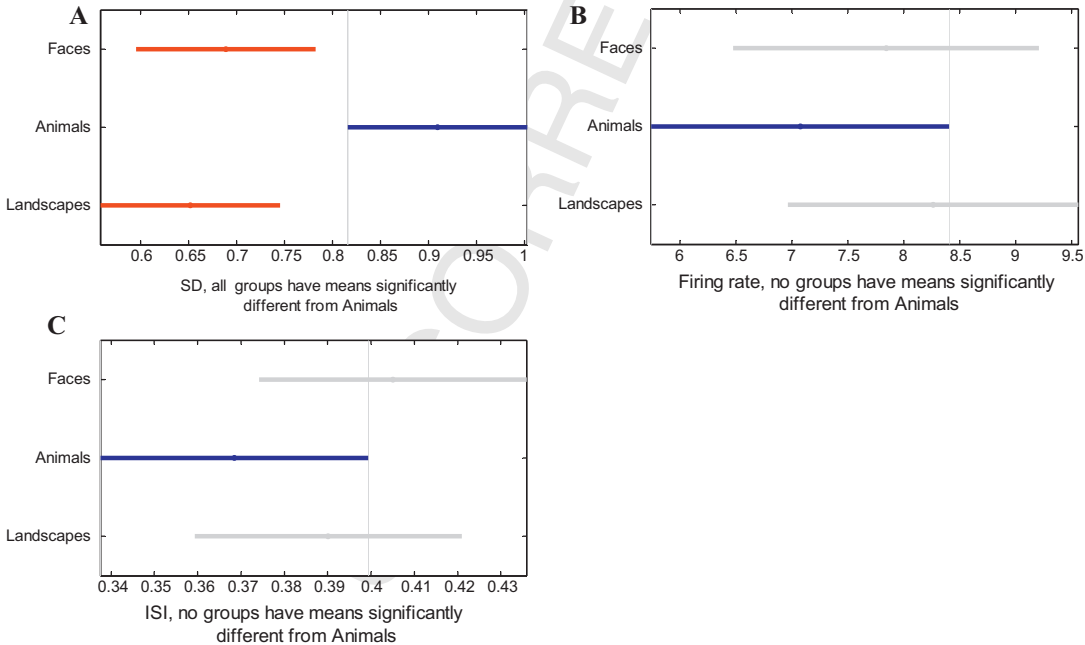 A
Faces
Animals
Landscapes
0.6 0.65 0.7 0.75 0.8 0.85 0.9 0.95 1
SD, all groups have means significantly
different from Animals
B
Faces
Animals
Landscapes
6 6.5 7 7.5 8 8.5 9 9.5
Firing rate, no groups have means significantly
different from Animals
C
Faces
Animals
Landscapes
0.34 0.35 0.36 0.37 0.38 0.39 0.4 0.41 0.42 0.43
ISI, no groups have means significantly
different from Animals